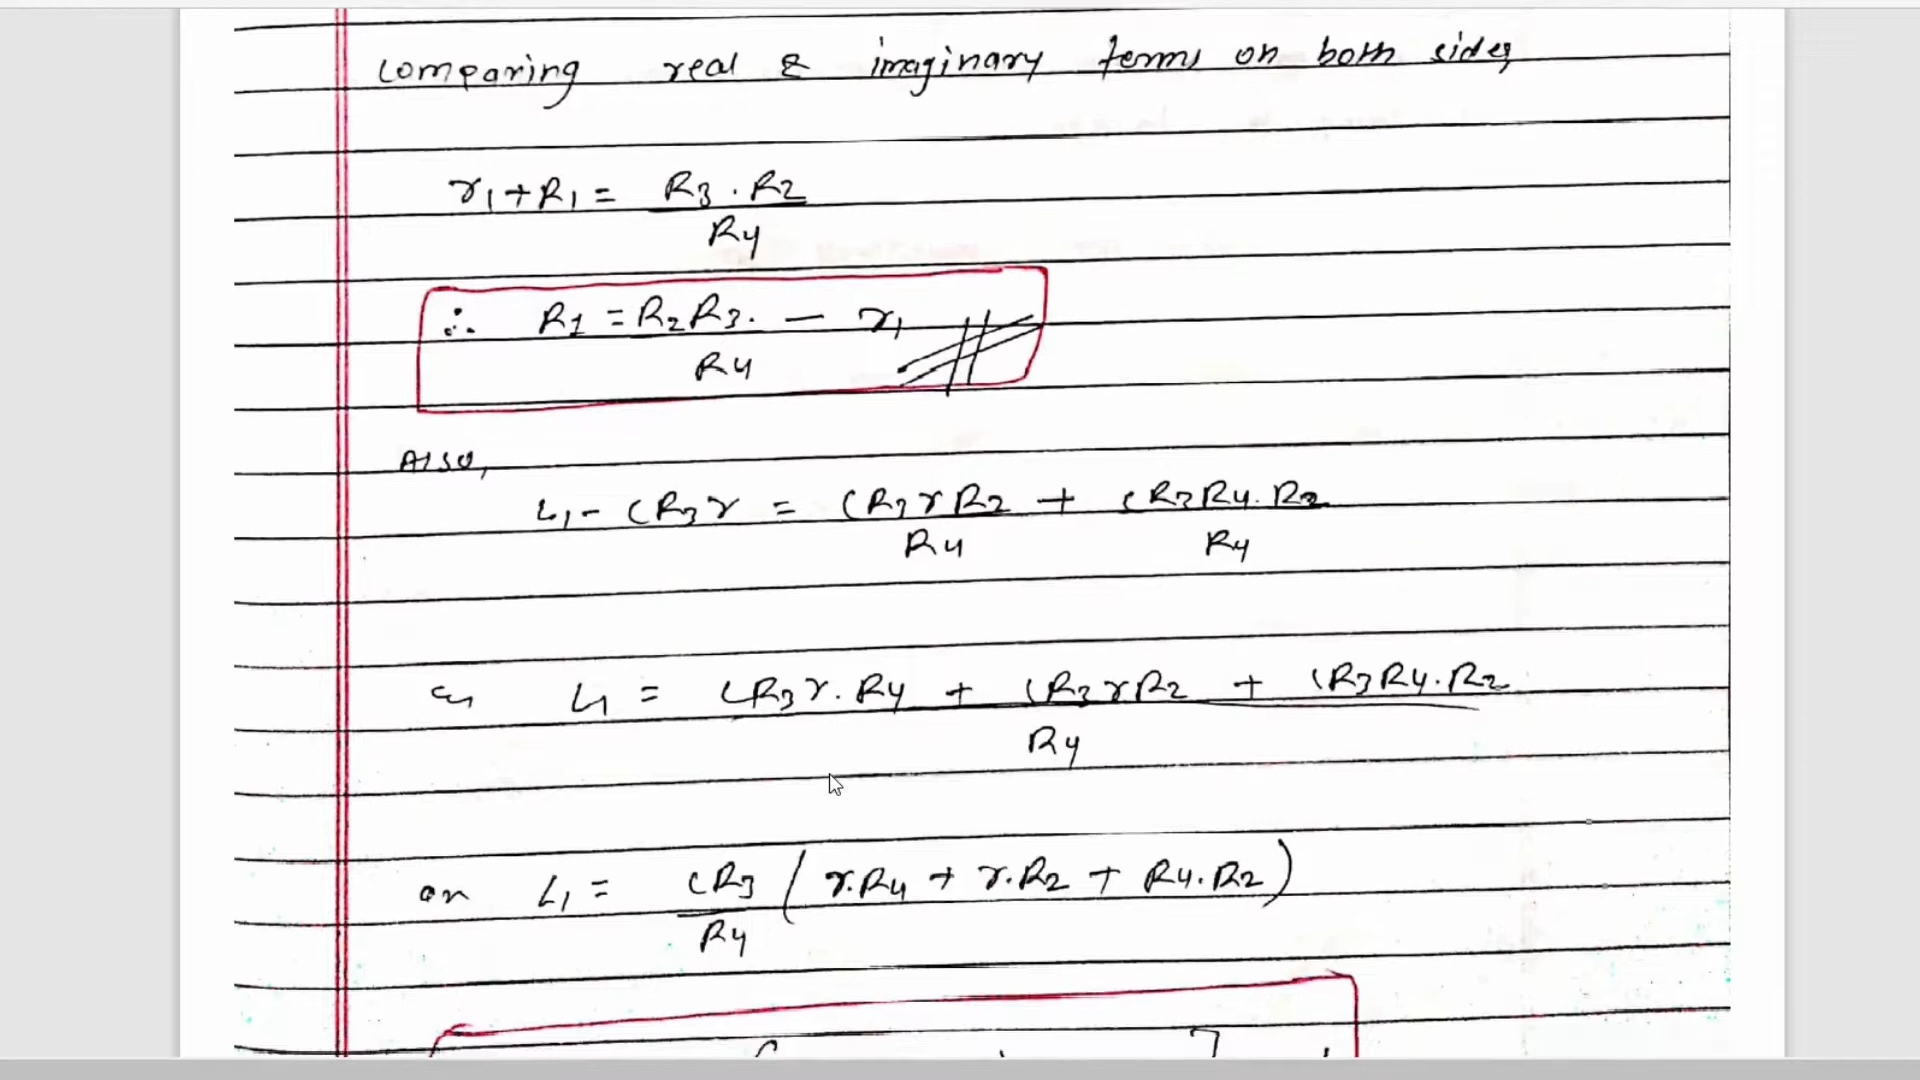 Comparing real & imaginary terms on both sides,
r1 + R1 = R3 . R2 / R4
∴ R1 = R2 R3 . / R4 − r1
Also,
L1 − CR3r = CR3rR2 / R4 + CR3R4.R2 / R4
L1 = CR3r.R4 + CR3rR2 + CR3R4.R2 / R4
or L1 = CR3 / R4 ( r.R4 + r.R2 + R4.R2 )